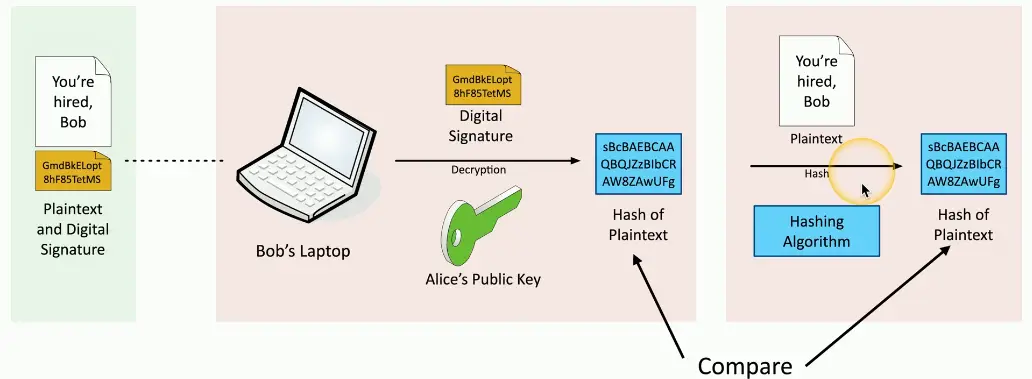 You're
hired,
Bob
GmdBkELopt
8hF85TetMS
Plaintext
and Digital
Signature
Bob's Laptop
GmdBkELopt
8hF85TetMS
Digital
Signature
Decryption
Alice's Public Key
sBcBAEBCAA
QBQJZzBIbCR
AW8ZAwUFg
Hash of
Plaintext
You're
hired,
Bob
Plaintext
Hash
Hashing
Algorithm
sBcBAEBCAA
QBQJZzBIbCR
AW8ZAwUFg
Hash of
Plaintext
Compare